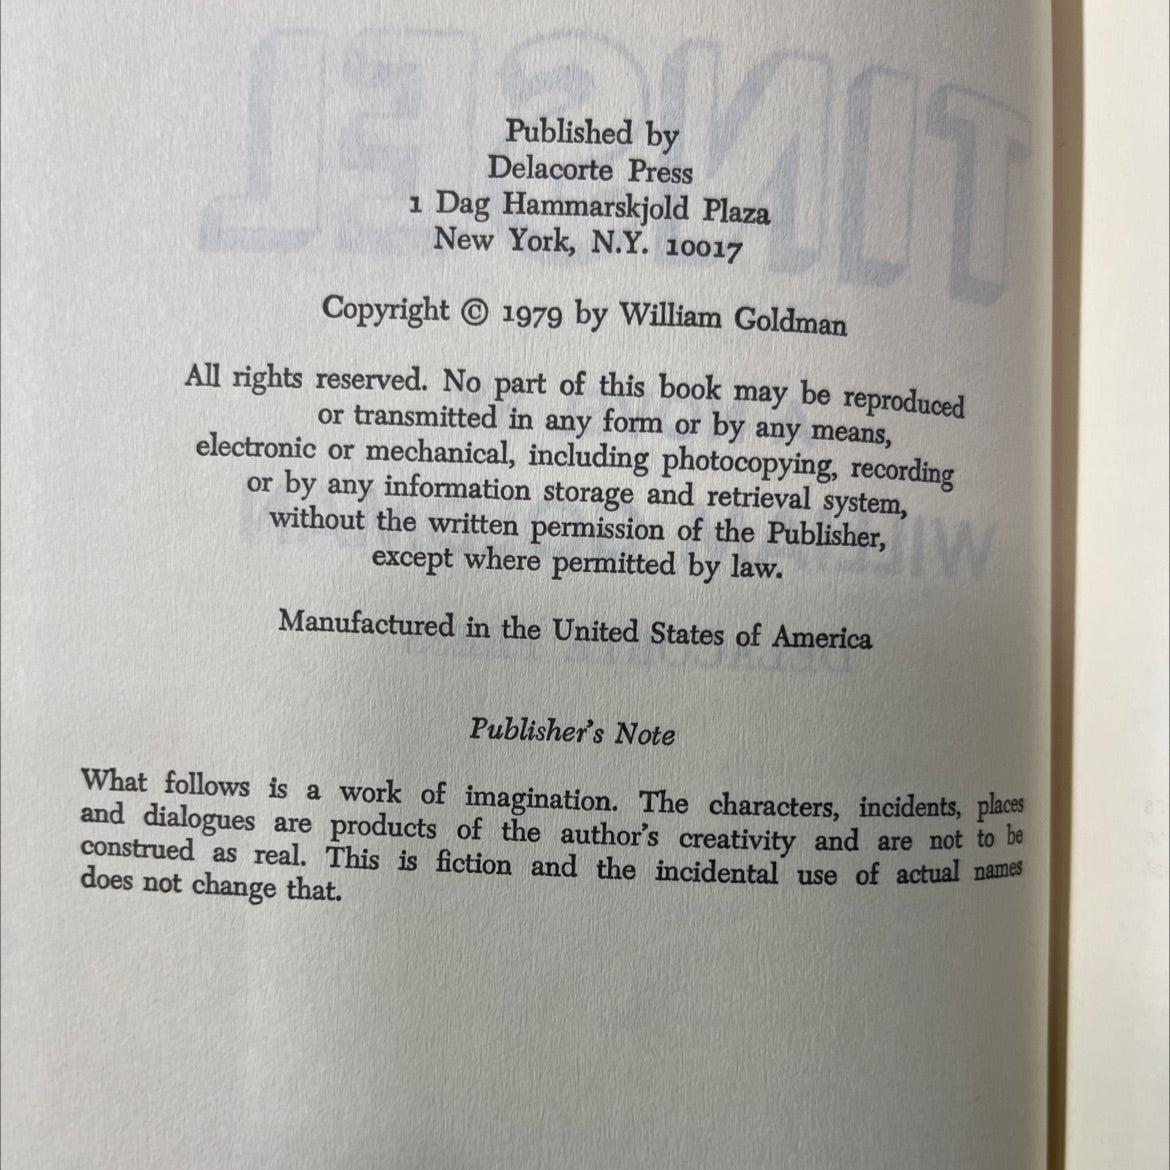 Published by
Delacorte Press
1 Dag Hammarskjold Plaza
New York, N.Y. 10017
Copyright © 1979 by William Goldman
All rights reserved. No part of this book may be reproduced
or transmitted in any form or by any means,
electronic or mechanical, including photocopying, recording
or by any information storage and retrieval system,
without the written permission of the Publisher,
except where permitted by law.
Manufactured in the United States of America
Publisher's Note
What follows is a work of imagination. The characters, incidents, places
and dialogues are products of the author's creativity and are not to be
construed as real. This is fiction and the incidental use of actual names
does not change that.
TINSEL